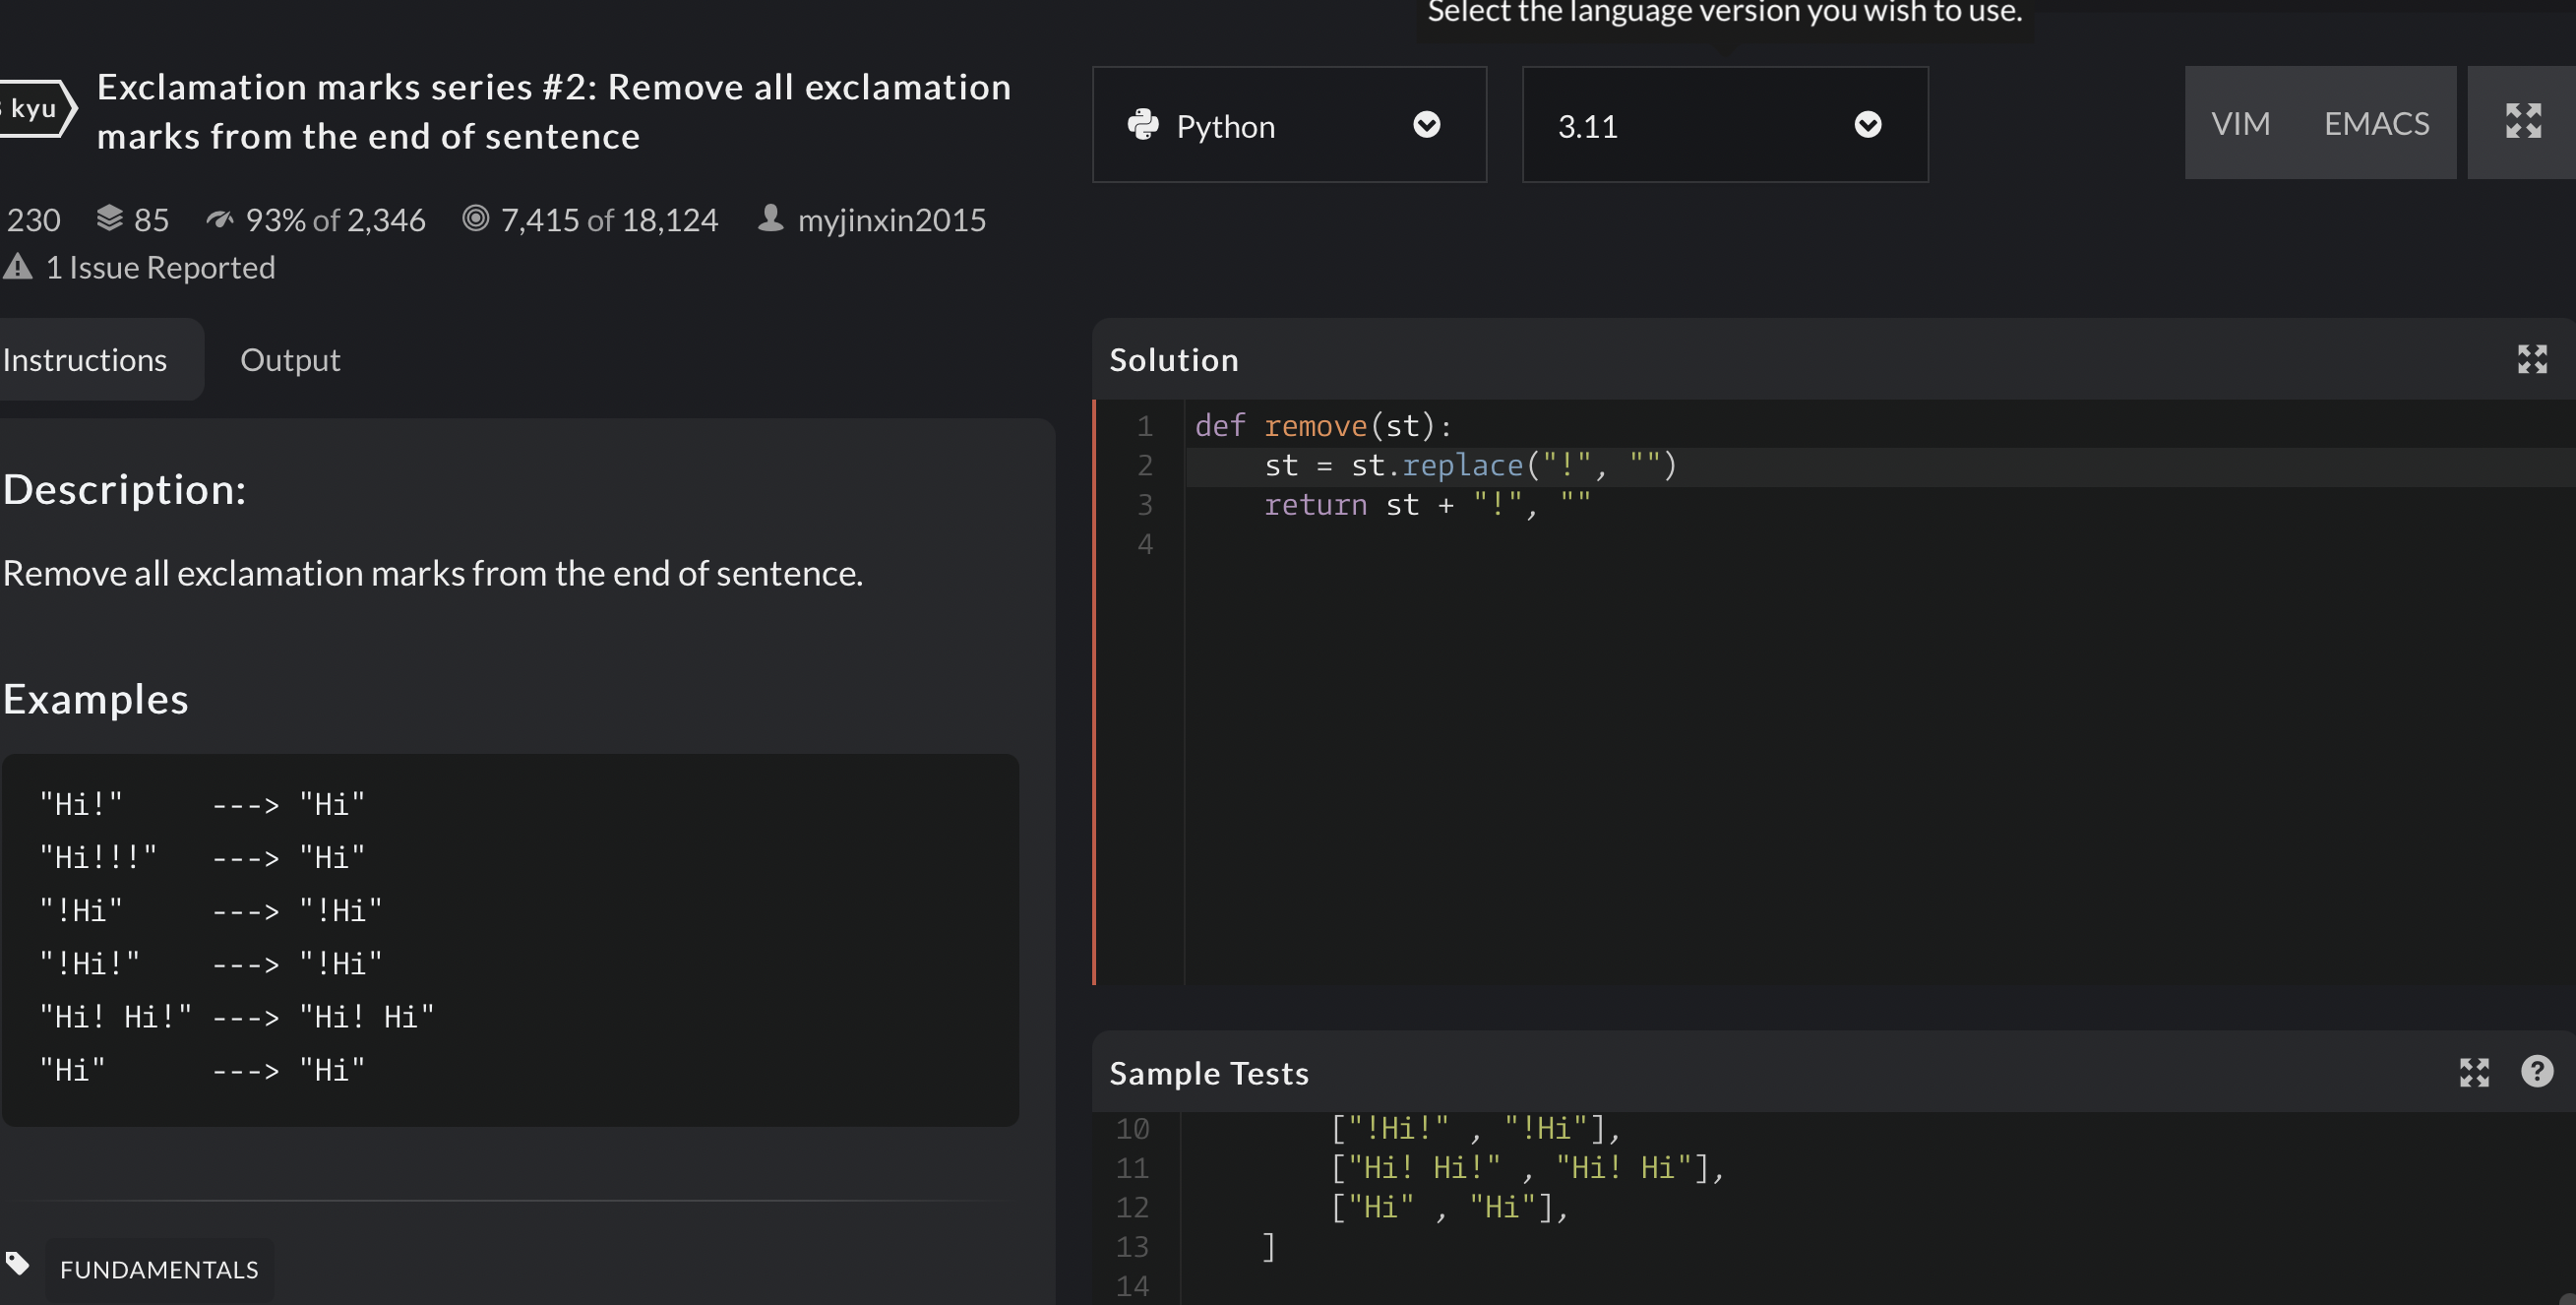 Select the language version you wish to use.
kyu
Exclamation marks series #2: Remove all exclamation
marks from the end of sentence
Python
3.11
VIM EMACS
230 85 93% of 2,346 7,415 of 18,124 myjinxin2015
1 Issue Reported
Instructions Output
Description:
Remove all exclamation marks from the end of sentence.
Examples
"Hi!" ---> "Hi"
"Hi!!!" ---> "Hi"
"!Hi" ---> "!Hi"
"!Hi!" ---> "!Hi"
"Hi! Hi!" ---> "Hi! Hi"
"Hi" ---> "Hi"
FUNDAMENTALS
Solution
1 def remove(st):
2 st = st.replace("!", "")
3 return st + "!", ""
4
Sample Tests
10 ["!Hi!" , "!Hi"],
11 ["Hi! Hi!" , "Hi! Hi"],
12 ["Hi" , "Hi"],
13 ]
14